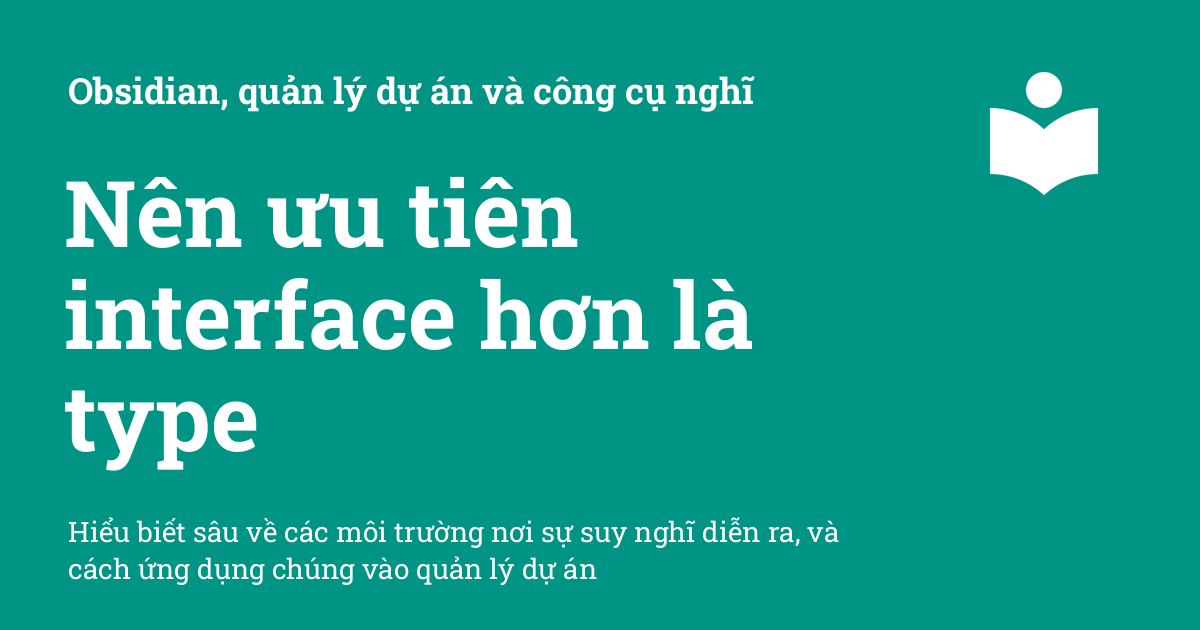 Obsidian, quản lý dự án và công cụ nghĩ
Nên ưu tiên
interface hơn là
type
Hiểu biết sâu về các môi trường nơi sự suy nghĩ diễn ra, và
cách ứng dụng chúng vào quản lý dự án